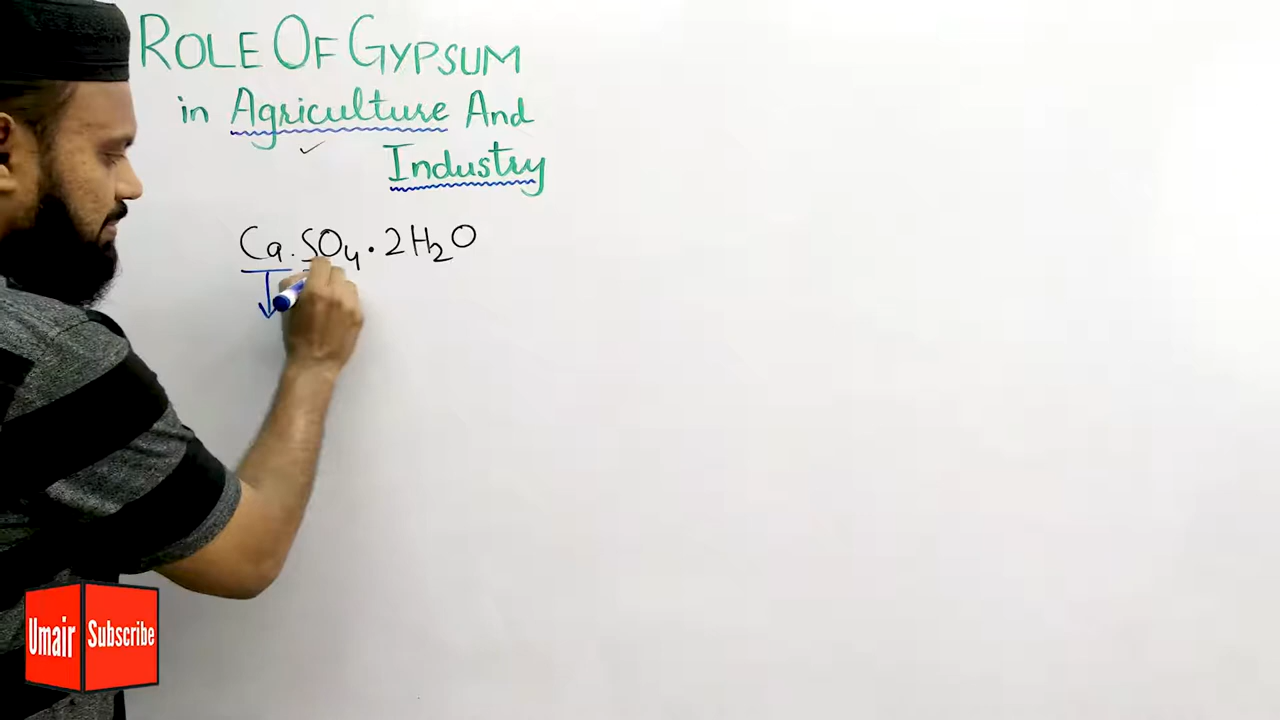 ROLE OF GYPSUM
in Agriculture And
Industry
Ca.SO₄·2H₂O
Umair Subscribe